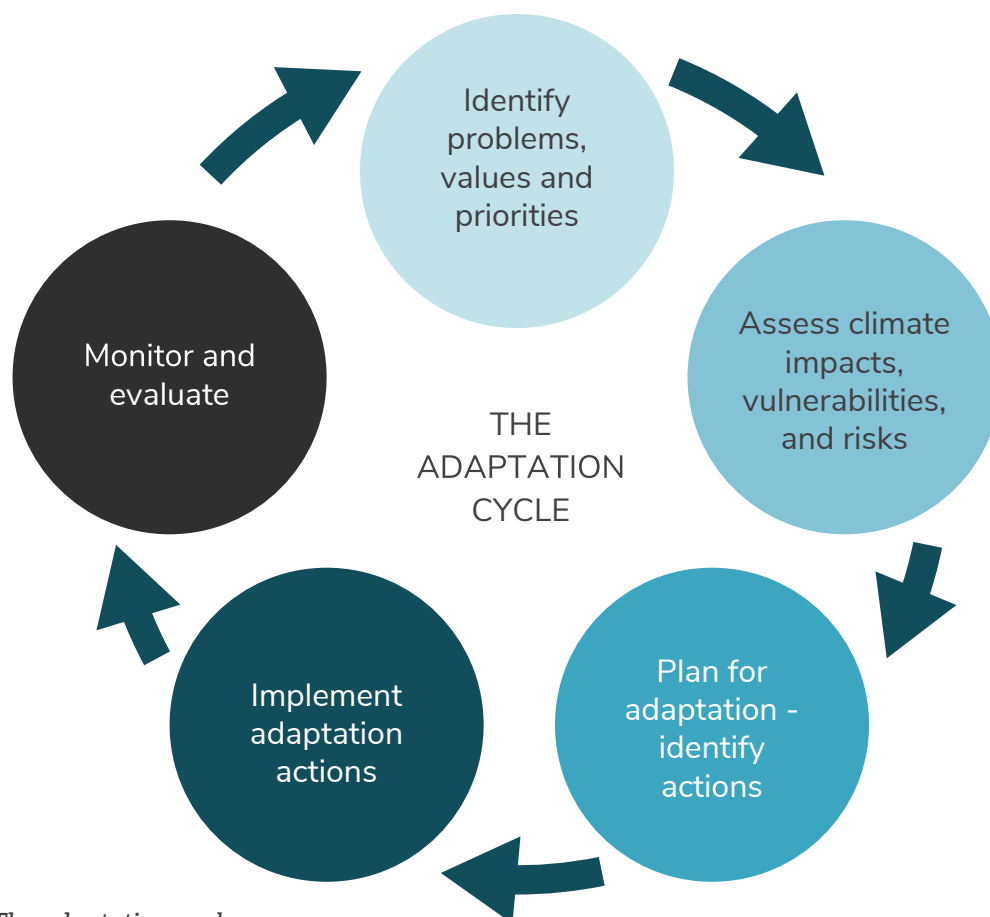 Identify
problems,
values and
priorities
Assess climate
impacts,
vulnerabilities,
and risks
Monitor and
evaluate
THE
ADAPTATION
CYCLE
Plan for
adaptation -
identify
actions
Implement
adaptation
actions